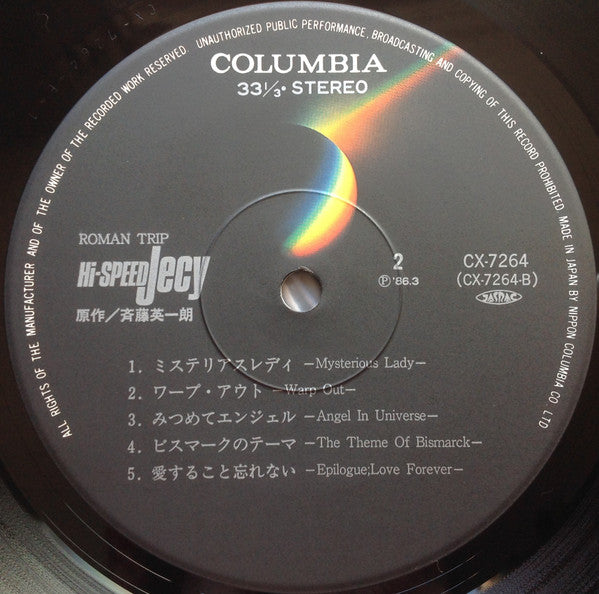 ALL RIGHTS OF THE MANUFACTURER AND OF THE OWNER OF THE RECORDED WORK RESERVED. UNAUTHORIZED PUBLIC PERFORMANCE, BROADCASTING AND COPYING OF THIS RECORD PROHIBITED. MADE IN JAPAN BY NIPPON COLUMBIA CO LTD
COLUMBIA
33⅓• STEREO
ROMAN TRIP
Hi-SPEED Jecy
原作／斉藤英一朗
2
Ⓟ'86.3
CX-7264
(CX-7264-B)
JASRAC
1. ミステリアスレディ −Mysterious Lady−
2. ワープ・アウト −Warp Out−
3. みつめてエンジェル −Angel In Universe−
4. ビスマークのテーマ −The Theme Of Bismarck−
5. 愛すること忘れない −Epilogue;Love Forever−